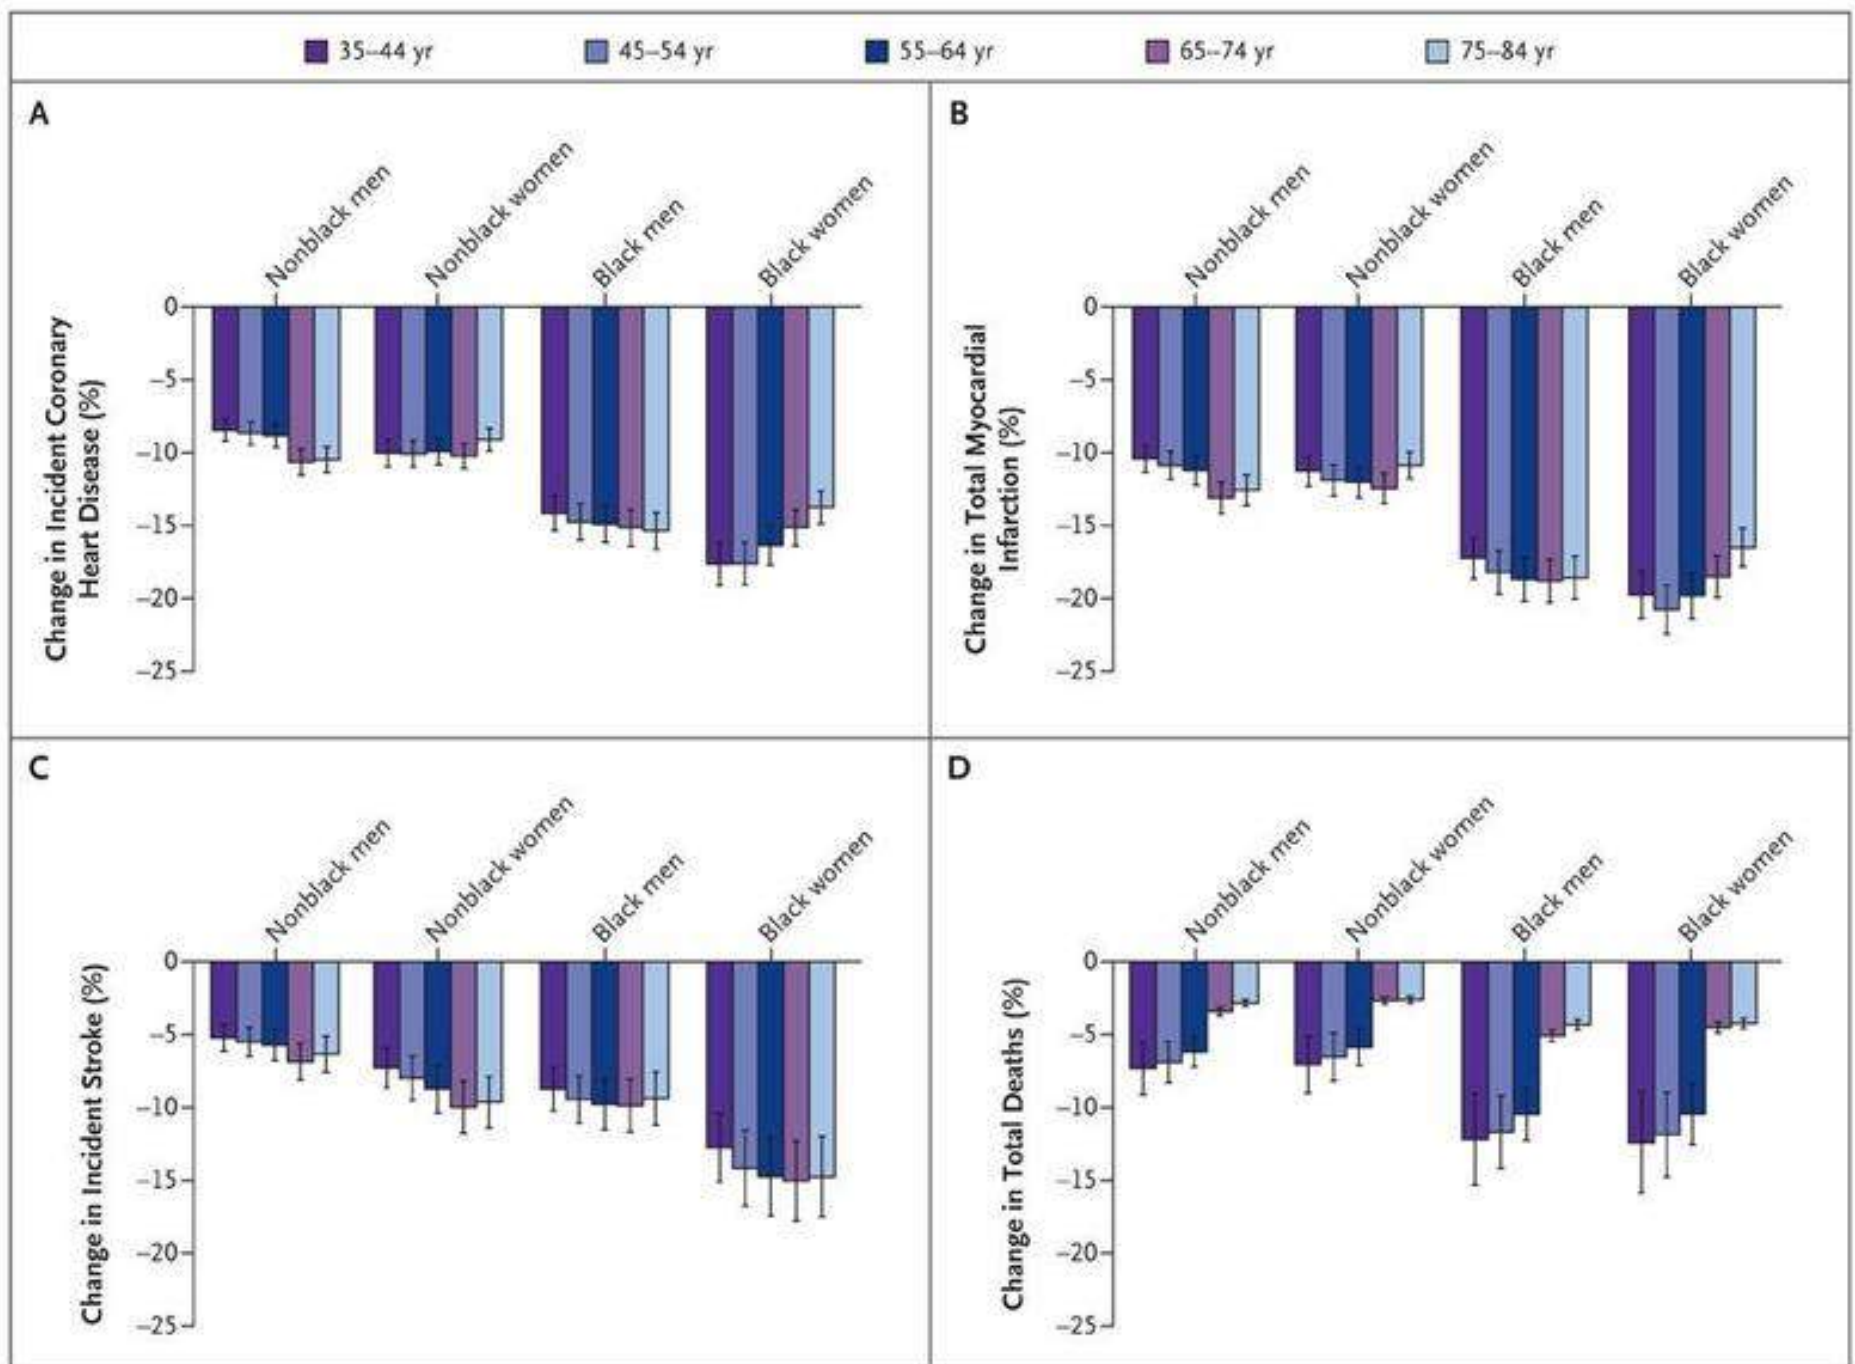 35–44 yr 45–54 yr 55–64 yr 65–74 yr 75–84 yr
A
Nonblack men
Nonblack women
Black men
Black women
Change in Incident Coronary
Heart Disease (%)
0
–5
–10
–15
–20
–25
B
Nonblack men
Nonblack women
Black men
Black women
Change in Total Myocardial
Infarction (%)
0
–5
–10
–15
–20
–25
C
Nonblack men
Nonblack women
Black men
Black women
Change in Incident Stroke (%)
0
–5
–10
–15
–20
–25
D
Nonblack men
Nonblack women
Black men
Black women
Change in Total Deaths (%)
0
–5
–10
–15
–20
–25